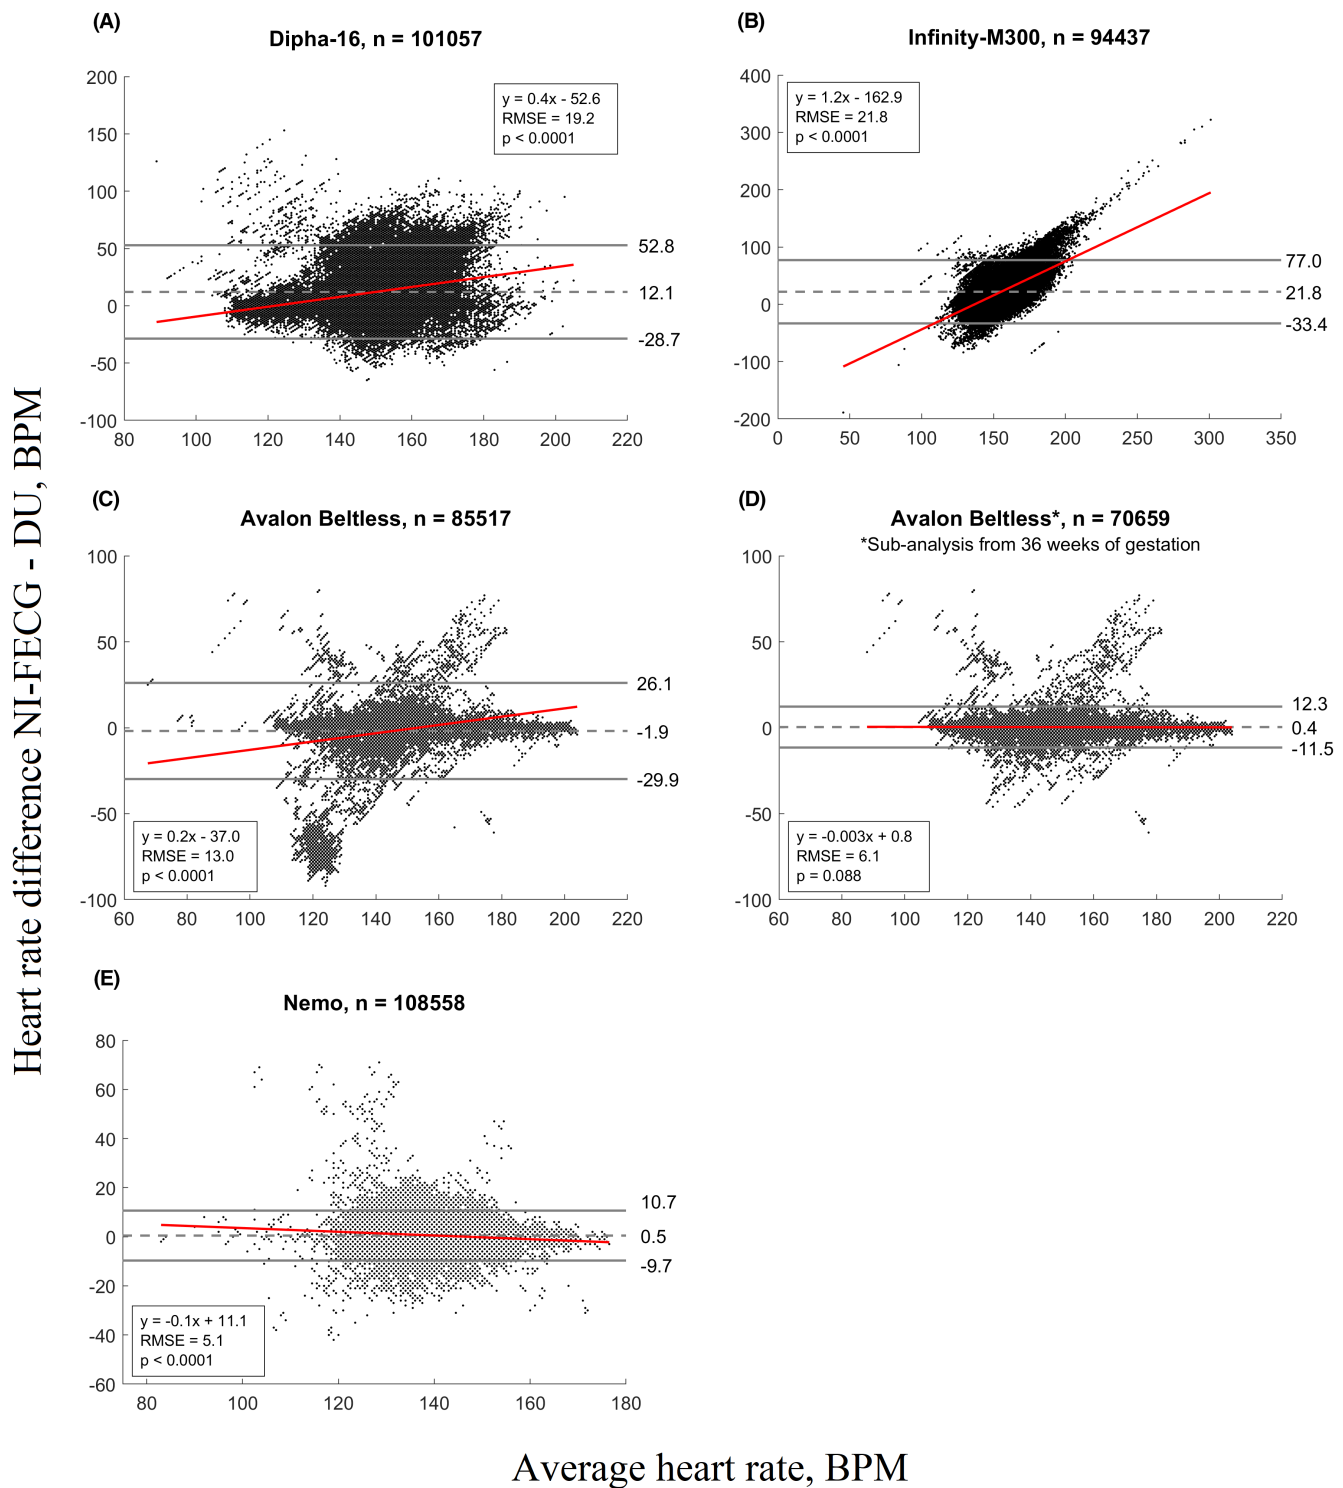 (A)
Dipha-16, n = 101057
200
150
100
50
0
-50
-100
80 100 120 140 160 180 200 220
y = 0.4x - 52.6
RMSE = 19.2
p < 0.0001
52.8
12.1
-28.7
(B)
Infinity-M300, n = 94437
400
300
200
100
0
-100
-200
0 50 100 150 200 250 300 350
y = 1.2x - 162.9
RMSE = 21.8
p < 0.0001
77.0
21.8
-33.4
(C)
Avalon Beltless, n = 85517
100
50
0
-50
-100
60 80 100 120 140 160 180 200 220
y = 0.2x - 37.0
RMSE = 13.0
p < 0.0001
26.1
-1.9
-29.9
(D)
Avalon Beltless*, n = 70659
*Sub-analysis from 36 weeks of gestation
100
50
0
-50
-100
60 80 100 120 140 160 180 200 220
y = -0.003x + 0.8
RMSE = 6.1
p = 0.088
12.3
0.4
-11.5
(E)
Nemo, n = 108558
80
60
40
20
0
-20
-40
-60
80 100 120 140 160 180
y = -0.1x + 11.1
RMSE = 5.1
p < 0.0001
10.7
0.5
-9.7
Heart rate difference NI-FECG - DU, BPM
Average heart rate, BPM